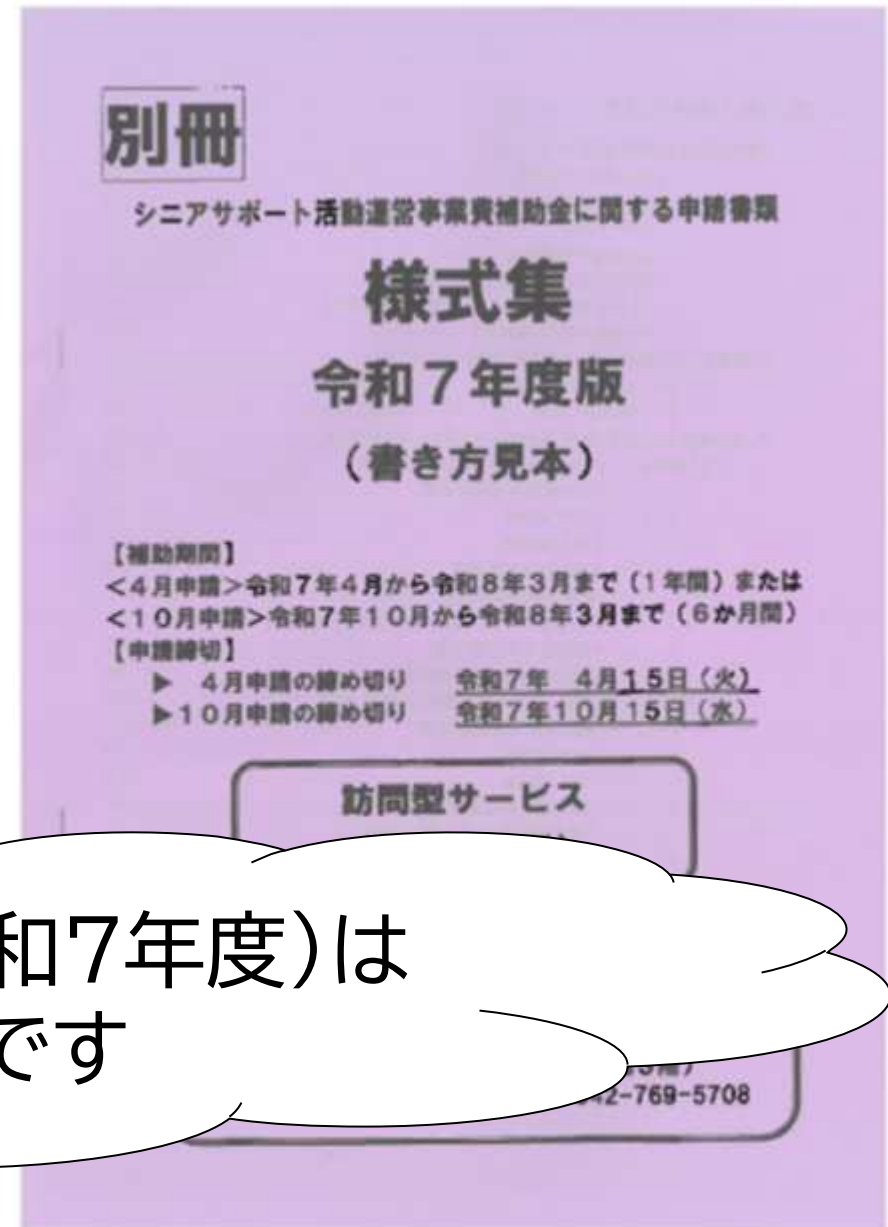 別冊
シニアサポート活動運営事業費補助金に関する申請書類
様式集
令和7年度版
(書き方見本)
【補助期間】
<4月申請>令和7年4月から令和8年3月まで(1年間)または
<10月申請>令和7年10月から令和8年3月まで(6か月間)
【申請締切】
▶ 4月申請の締め切り 令和7年 4月15日(火)
▶10月申請の締め切り 令和7年10月15日(水)
訪問型サービス
和7年度)は
です
42-769-5708